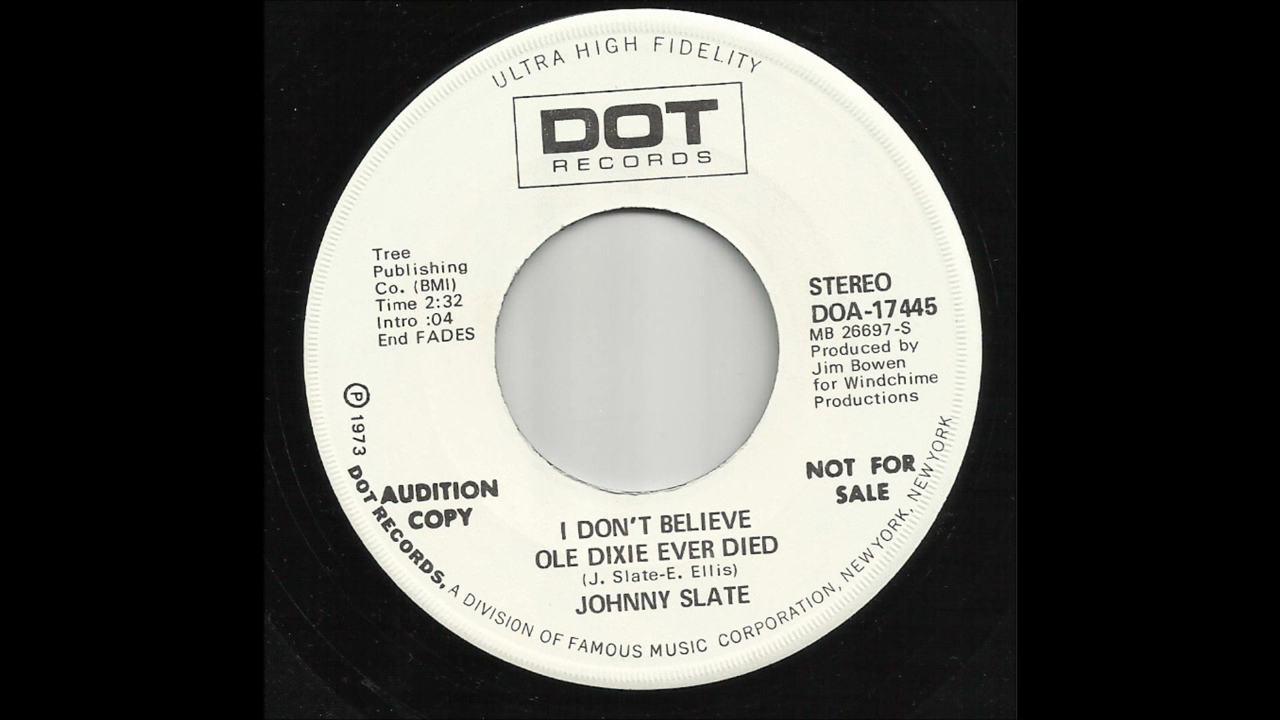 ULTRA HIGH FIDELITY
DOT
RECORDS
Tree
Publishing
Co. (BMI)
Time 2:32
Intro :04
End FADES
STEREO
DOA-17445
MB 26697-S
Produced by
Jim Bowen
for Windchime
Productions
AUDITION
COPY
NOT FOR
SALE
I DON'T BELIEVE
OLE DIXIE EVER DIED
(J. Slate-E. Ellis)
JOHNNY SLATE
Ⓟ 1973 DOT RECORDS, A DIVISION OF FAMOUS MUSIC CORPORATION, NEW YORK, NEW YORK